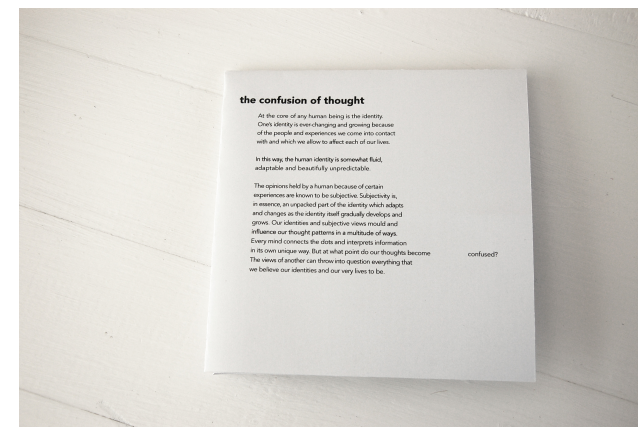 the confusion of thought
At the core of any human being is the identity.
One's identity is ever-changing and growing because
of the people and experiences we come into contact
with and which we allow to affect each of our lives.
In this way, the human identity is somewhat fluid,
adaptable and beautifully unpredictable.
The opinions held by a human because of certain
experiences are known to be subjective. Subjectivity is,
in essence, an unpacked part of the identity which adapts
and changes as the identity itself gradually develops and
grows. Our identities and subjective views mould and
influence our thought patterns in a multitude of ways.
Every mind connects the dots and interprets information
in its own unique way. But at what point do our thoughts become confused?
The views of another can throw into question everything that
we believe our identities and our very lives to be.